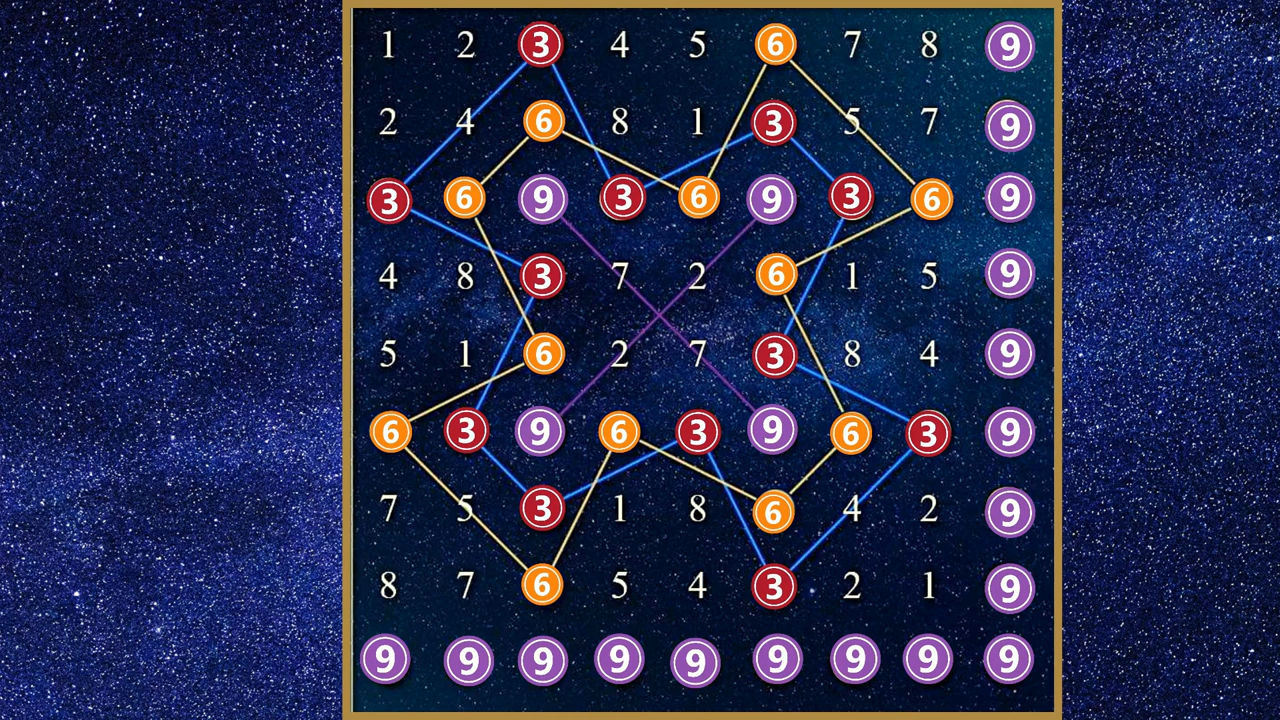 1 2 3 4 5 6 7 8 9
2 4 6 8 1 3 5 7 9
3 6 9 3 6 9 3 6 9
4 8 3 7 2 6 1 5 9
5 1 6 2 7 3 8 4 9
6 3 9 6 3 9 6 3 9
7 5 3 1 8 6 4 2 9
8 7 6 5 4 3 2 1 9
9 9 9 9 9 9 9 9 9